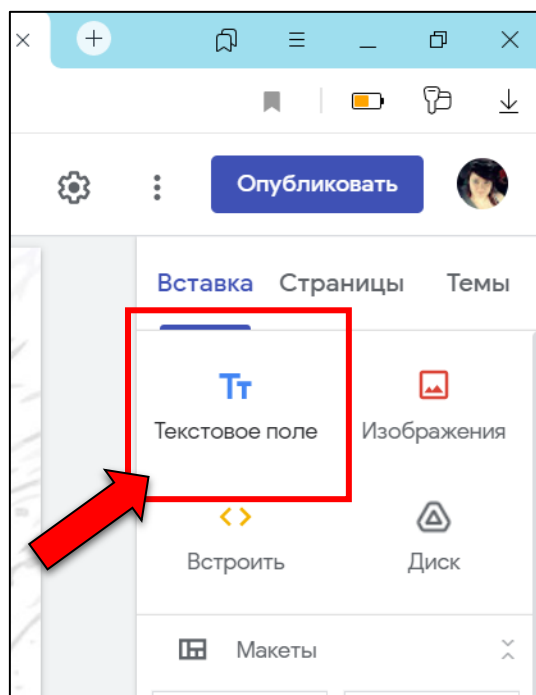 Опубликовать
Вставка Страницы Темы
Тт
Текстовое поле Изображения
Встроить Диск
Макеты